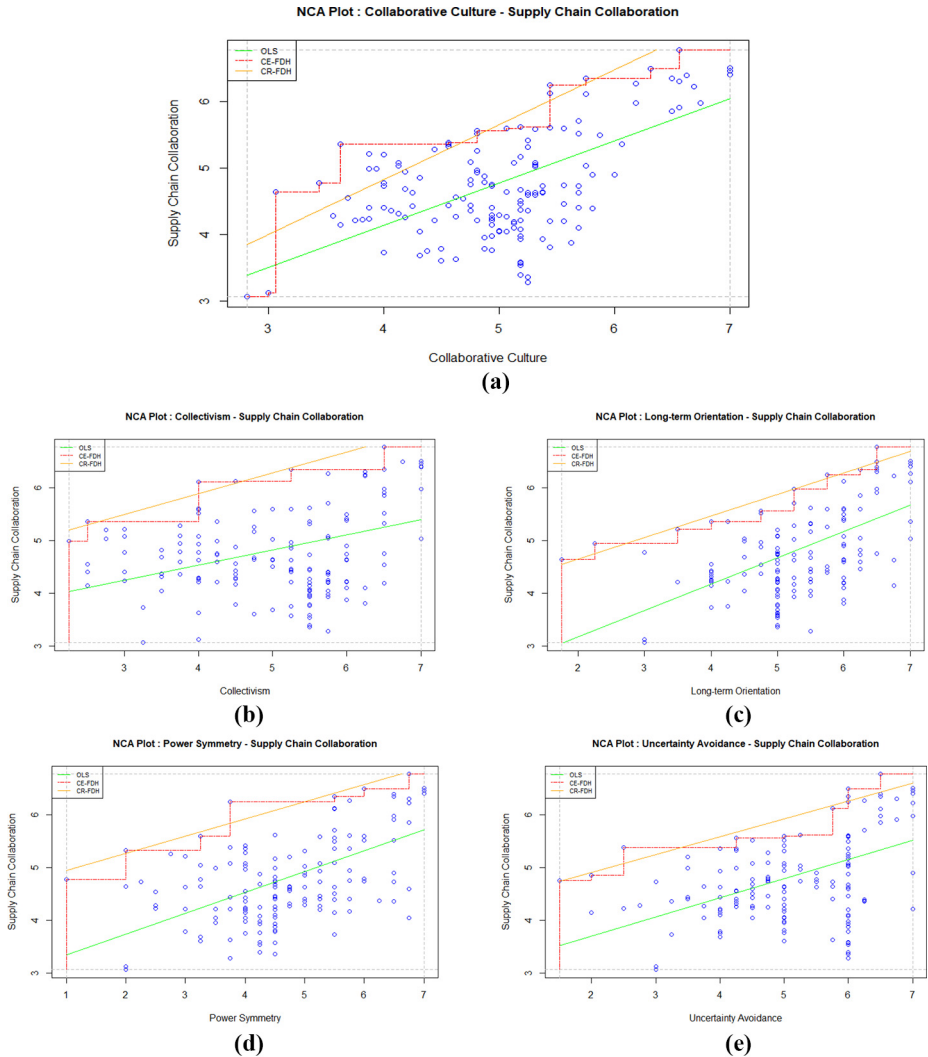 NCA Plot : Collaborative Culture - Supply Chain Collaboration
OLS
CE-FDH
CR-FDH
Supply Chain Collaboration
3
4
5
6
3
4
5
6
7
Collaborative Culture
(a)
NCA Plot : Collectivism - Supply Chain Collaboration
OLS
CE-FDH
CR-FDH
Supply Chain Collaboration
3
4
5
6
3
4
5
6
7
Collectivism
(b)
NCA Plot : Long-term Orientation - Supply Chain Collaboration
OLS
CE-FDH
CR-FDH
Supply Chain Collaboration
3
4
5
6
2
3
4
5
6
7
Long-term Orientation
(c)
NCA Plot : Power Symmetry - Supply Chain Collaboration
OLS
CE-FDH
CR-FDH
Supply Chain Collaboration
3
4
5
6
1
2
3
4
5
6
7
Power Symmetry
(d)
NCA Plot : Uncertainty Avoidance - Supply Chain Collaboration
OLS
CE-FDH
CR-FDH
Supply Chain Collaboration
3
4
5
6
2
3
4
5
6
7
Uncertainty Avoidance
(e)